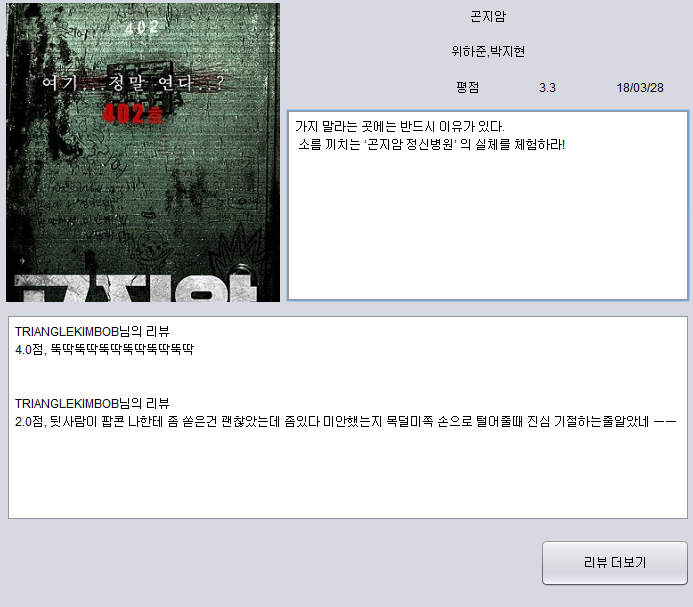 402
여기.. 정말 연다..?
402호
곤지암
곤지암
위하준,박지현
평점 3.3 18/03/28
가지 말라는 곳에는 반드시 이유가 있다.
소름 끼치는 '곤지암 정신병원' 의 실체를 체험하라!
TRIANGLEKIMBOB님의 리뷰
4.0점, 뚝딱뚝딱뚝딱뚝딱뚝딱뚝딱
TRIANGLEKIMBOB님의 리뷰
2.0점, 뒷사람이 팝콘 나한테 좀 쏟은건 괜찮았는데 좀있다 미안했는지 목덜미쪽 손으로 털어줄때 진심 기절하는줄알았네 ㅡㅡ
리뷰 더보기